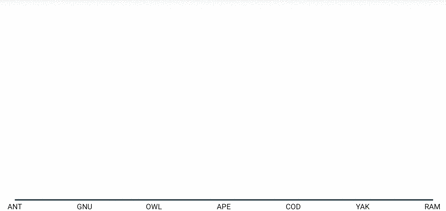 ANT GNU OWL APE COD YAK RAM